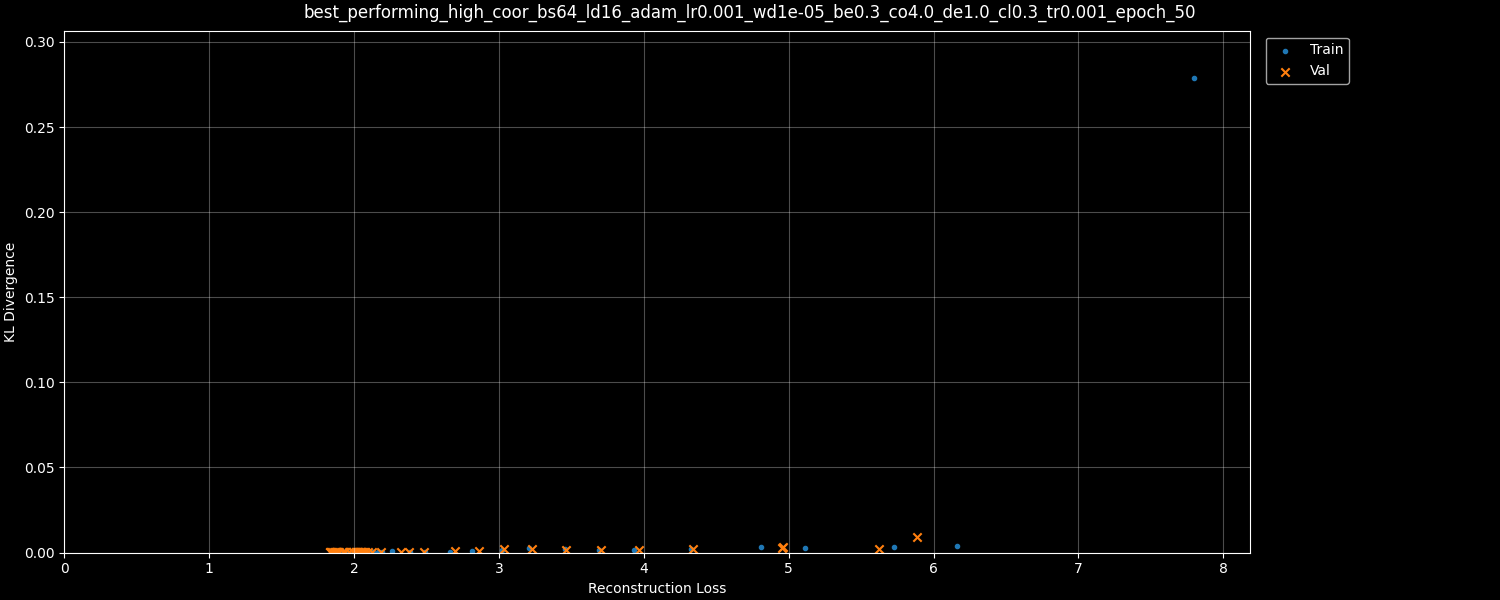 best_performing_high_coor_bs64_ld16_adam_lr0.001_wd1e-05_be0.3_co4.0_de1.0_cl0.3_tr0.001_epoch_50
Train
Val
KL Divergence
0.30
0.25
0.20
0.15
0.10
0.05
0.00
0 1 2 3 4 5 6 7 8
Reconstruction Loss